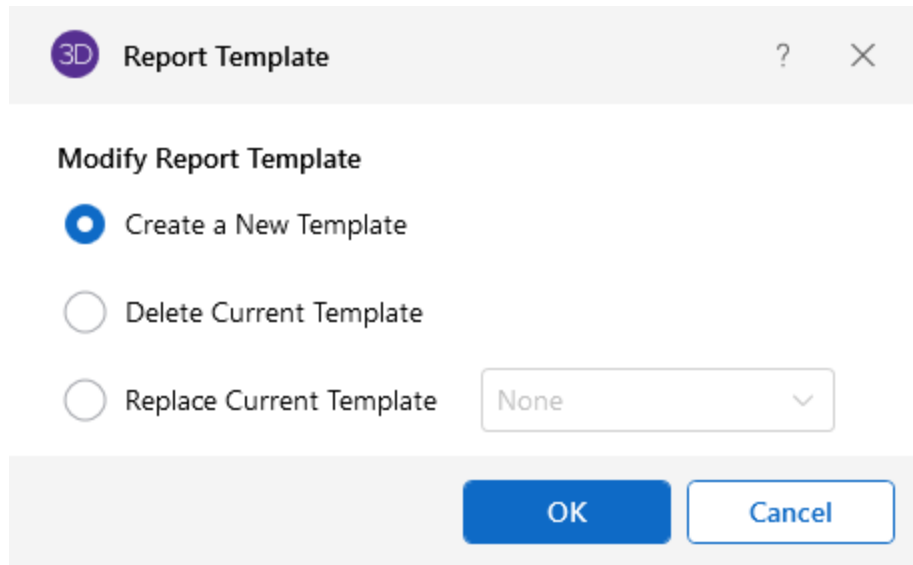 3D Report Template ?
Modify Report Template
Create a New Template
Delete Current Template
Replace Current Template None
OK Cancel